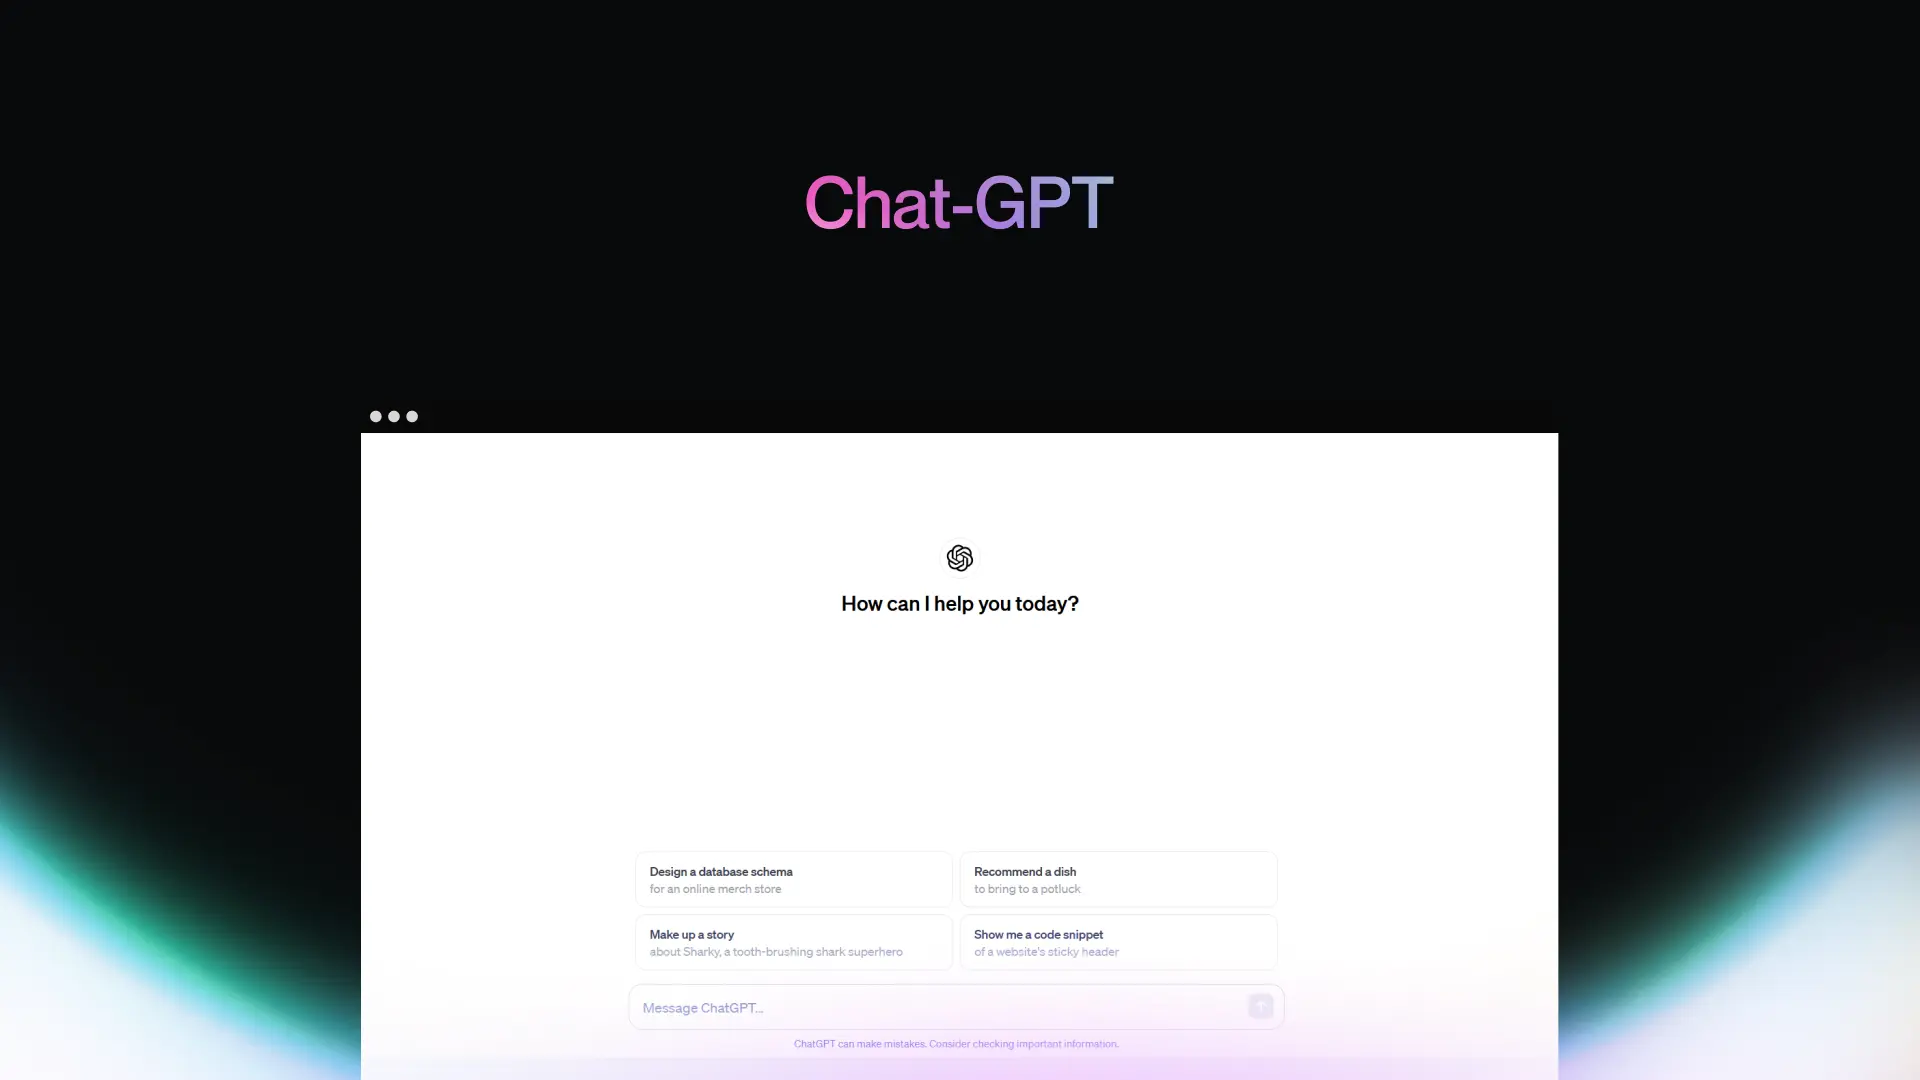 Chat-GPT
How can I help you today?
Design a database schema
for an online merch store
Recommend a dish
to bring to a potluck
Make up a story
about Sharky, a tooth-brushing shark superhero
Show me a code snippet
of a website's sticky header
Message ChatGPT...
ChatGPT can make mistakes. Consider checking important information.